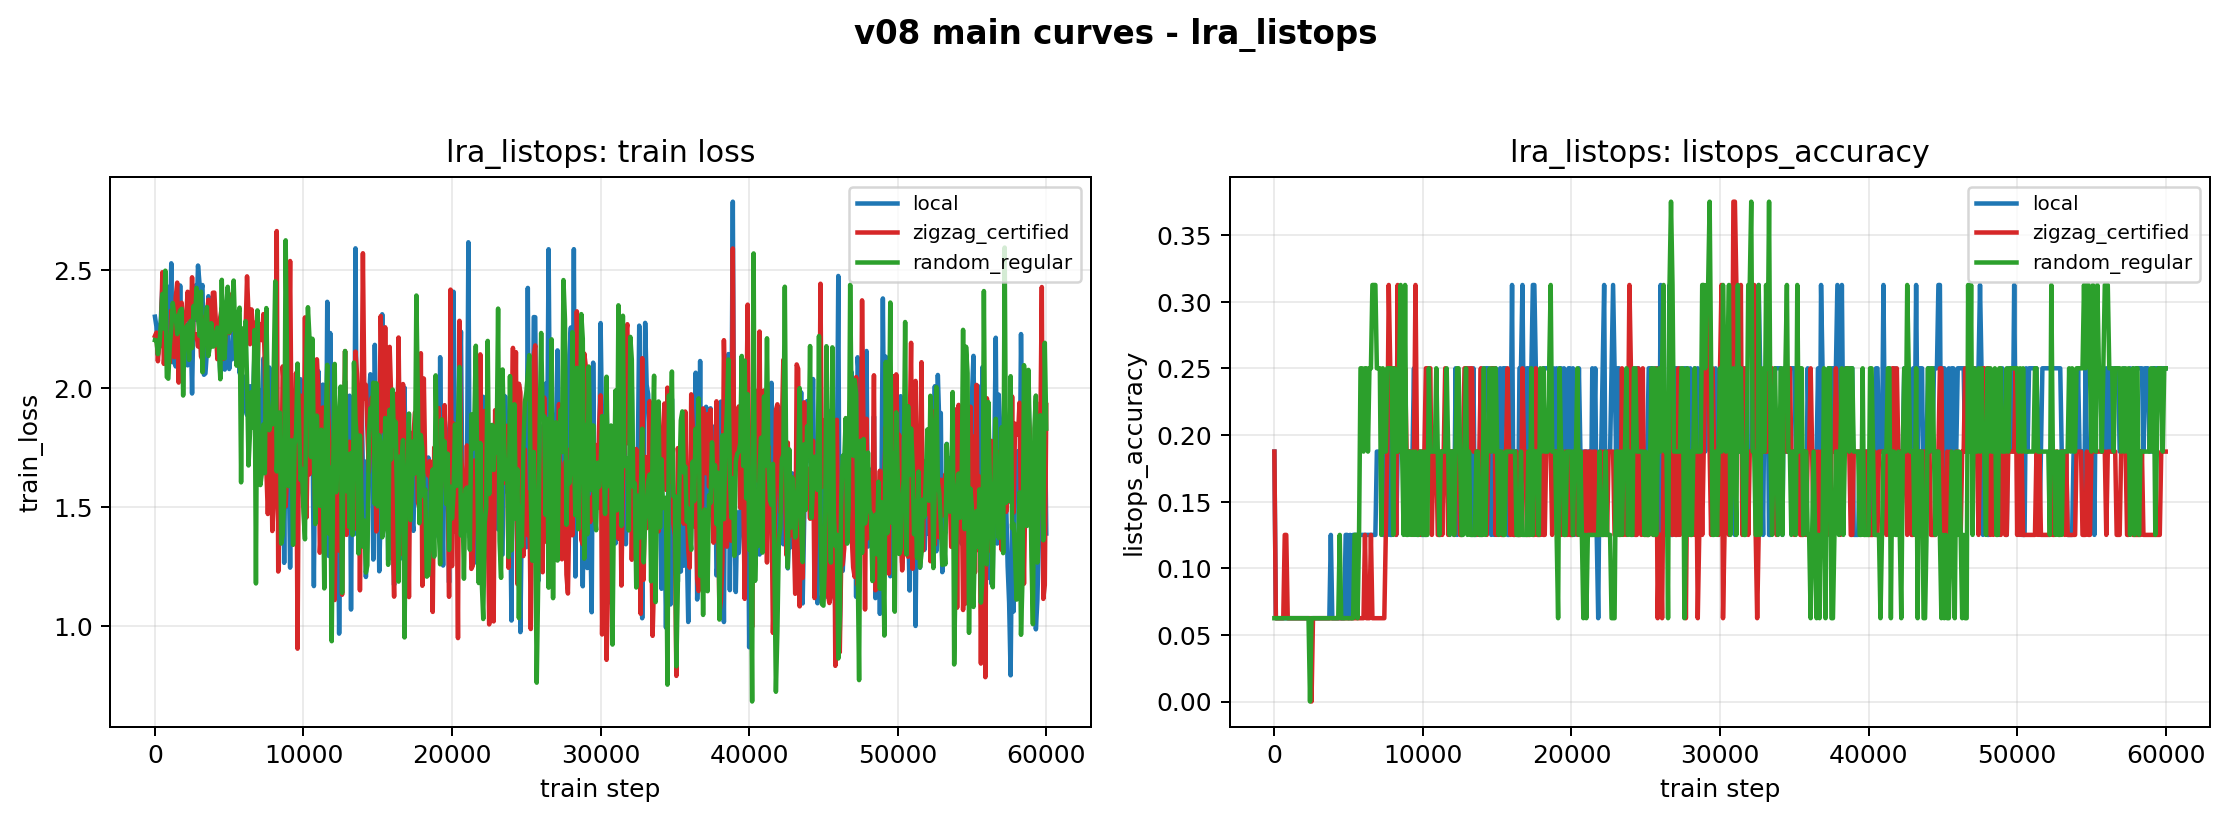 v08 main curves - lra_listops
lra_listops: train loss
train_loss
2.5
2.0
1.5
1.0
0
10000
20000
30000
40000
50000
60000
train step
local
zigzag_certified
random_regular
lra_listops: listops_accuracy
listops_accuracy
0.35
0.30
0.25
0.20
0.15
0.10
0.05
0.00
0
10000
20000
30000
40000
50000
60000
train step
local
zigzag_certified
random_regular